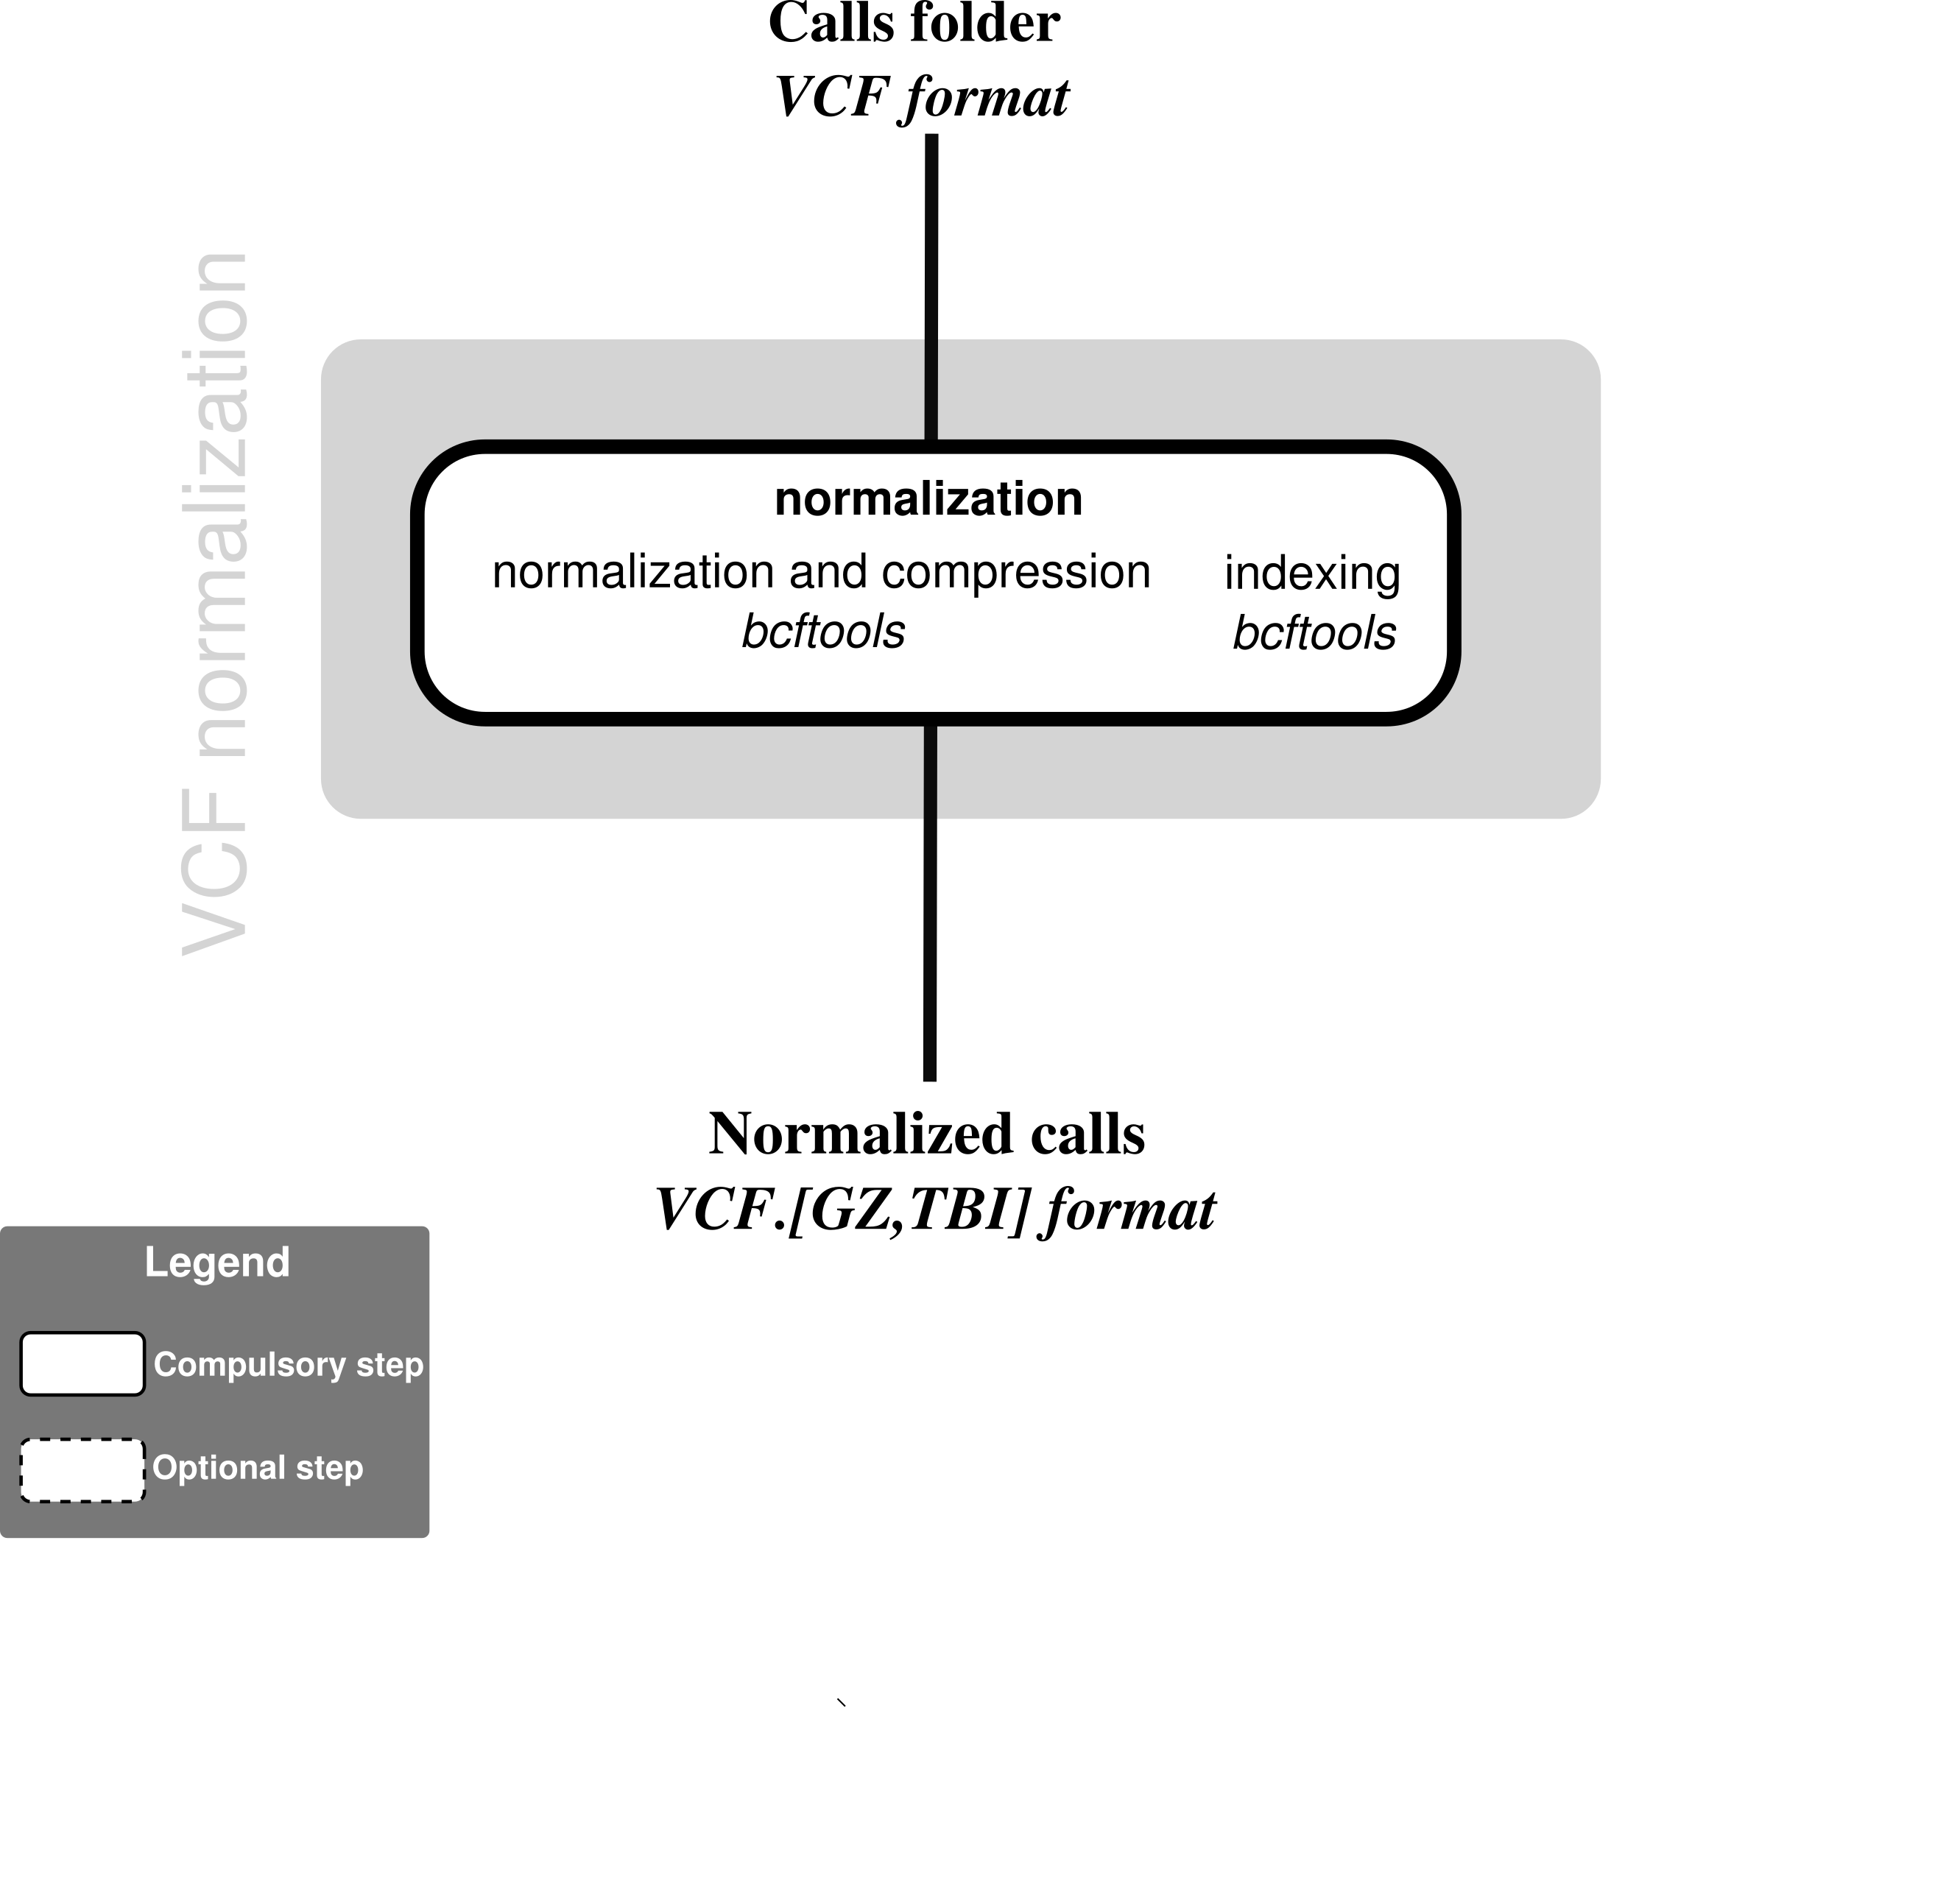 Calls folder
VCF format
VCF normalization
normalization
normalization and compression
bcftools
indexing
bcftools
Normalized calls
VCF.[GZ,TBI] format
Legend
Compulsory step
Optional step